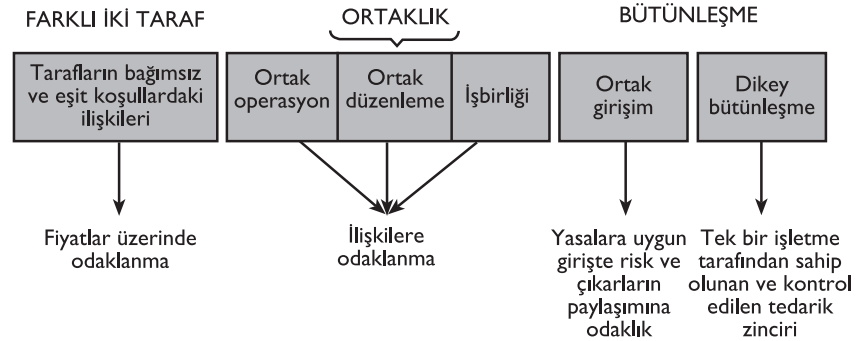 FARKLI İKİ TARAF
ORTAKLIK
BÜTÜNLEŞME
Tarafların bağımsız
ve eşit koşullardaki
ilişkileri
Ortak
operasyon
Ortak
düzenleme
İşbirliği
Ortak
girişim
Dikey
bütünleşme
Fiyatlar üzerinde
odaklanma
İlişkilere
odaklanma
Yasalara uygun
girişte risk ve
çıkarların
paylaşımına
odaklık
Tek bir işletme
tarafından sahip
olunan ve kontrol
edilen tedarik
zinciri